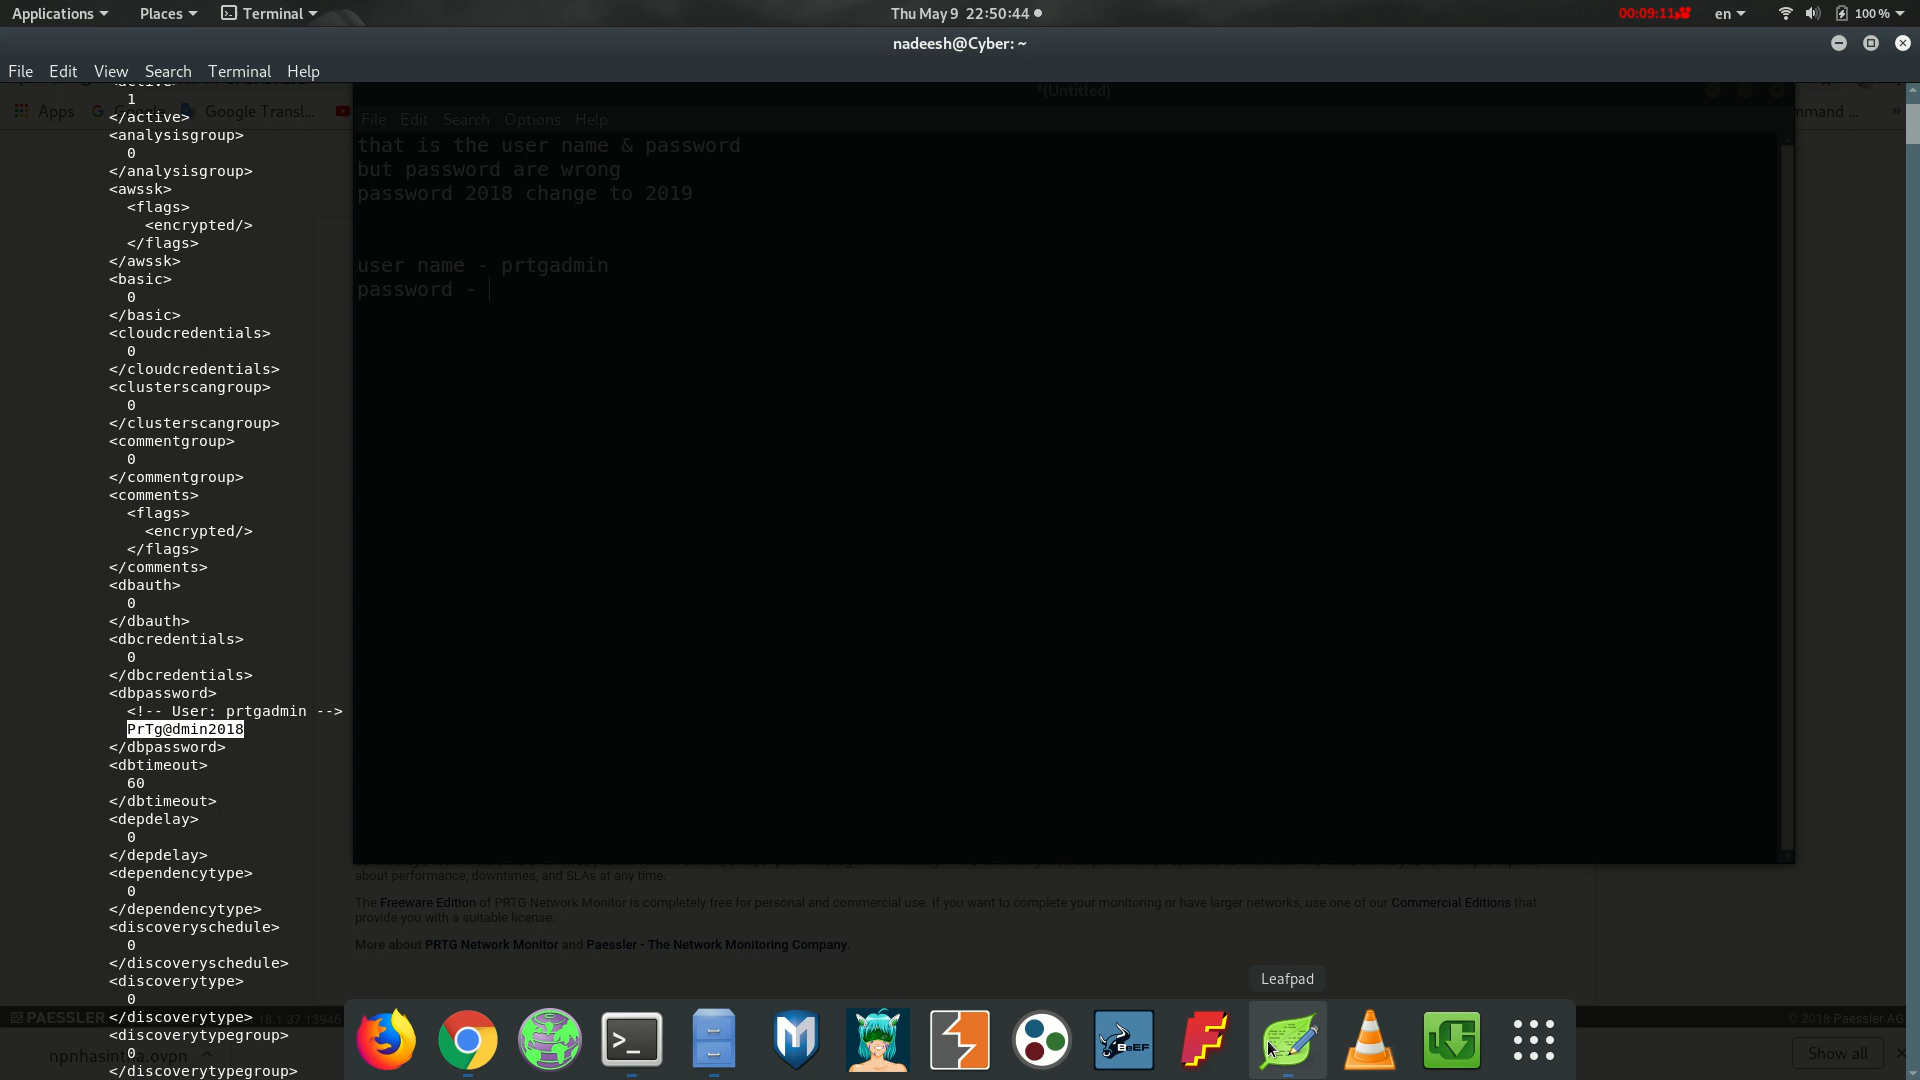 Applications
Places
Terminal
Thu May 9 22:50:44
00:09:11
en
100 %
nadeesh@Cyber: ~
File Edit View Search Terminal Help
Apps
Google Transl...
mmand ...
»
*(Untitled)
File Edit Search Options Help
that is the user name & password
but password are wrong
password 2018 change to 2019
user name - prtgadmin
password -
1
</active>
<analysisgroup>
0
</analysisgroup>
<awssk>
<flags>
<encrypted/>
</flags>
</awssk>
<basic>
0
</basic>
<cloudcredentials>
0
</cloudcredentials>
<clusterscangroup>
0
</clusterscangroup>
<commentgroup>
0
</commentgroup>
<comments>
<flags>
<encrypted/>
</flags>
</comments>
<dbauth>
0
</dbauth>
<dbcredentials>
0
</dbcredentials>
<dbpassword>
<!-- User: prtgadmin -->
PrTg@dmin2018
</dbpassword>
<dbtimeout>
60
</dbtimeout>
<depdelay>
0
</depdelay>
<dependencytype>
0
</dependencytype>
<discoveryschedule>
0
</discoveryschedule>
<discoverytype>
0
</discoverytype>
<discoverytypegroup>
0
</discoverytypegroup>
about performance, downtimes, and SLAs at any time.
The Freeware Edition of PRTG Network Monitor is completely free for personal and commercial use. If you want to complete your monitoring or have larger networks, use one of our Commercial Editions that
provide you with a suitable license.
More about PRTG Network Monitor and Paessler - The Network Monitoring Company.
Leafpad
PAESSLER
18.1.37.13946
© 2018 Paessler AG
npnhasintha.ovpn
BeEF
Show all